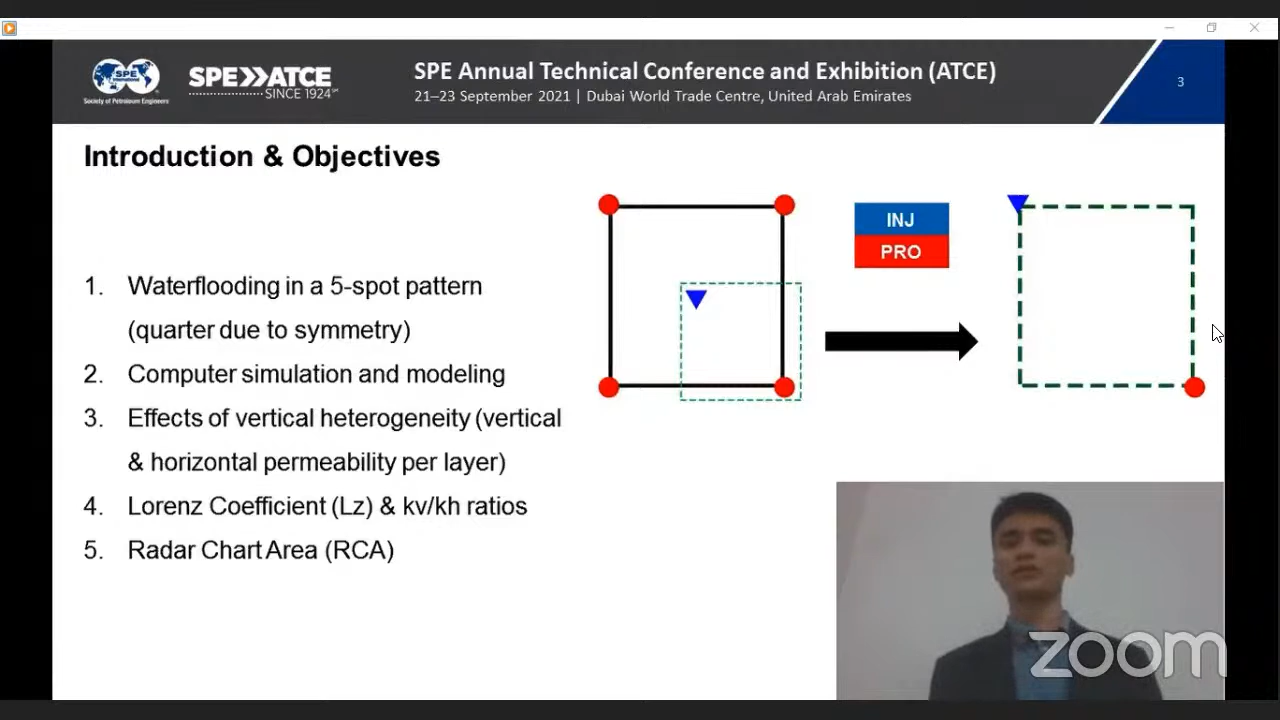 SPE
International
Society of Petroleum Engineers
SPE»ATCE
SINCE 1924 SM
SPE Annual Technical Conference and Exhibition (ATCE)
21–23 September 2021 | Dubai World Trade Centre, United Arab Emirates
3
Introduction & Objectives
1. Waterflooding in a 5-spot pattern
(quarter due to symmetry)
2. Computer simulation and modeling
3. Effects of vertical heterogeneity (vertical
& horizontal permeability per layer)
4. Lorenz Coefficient (Lz) & kv/kh ratios
5. Radar Chart Area (RCA)
INJ
PRO
zoom